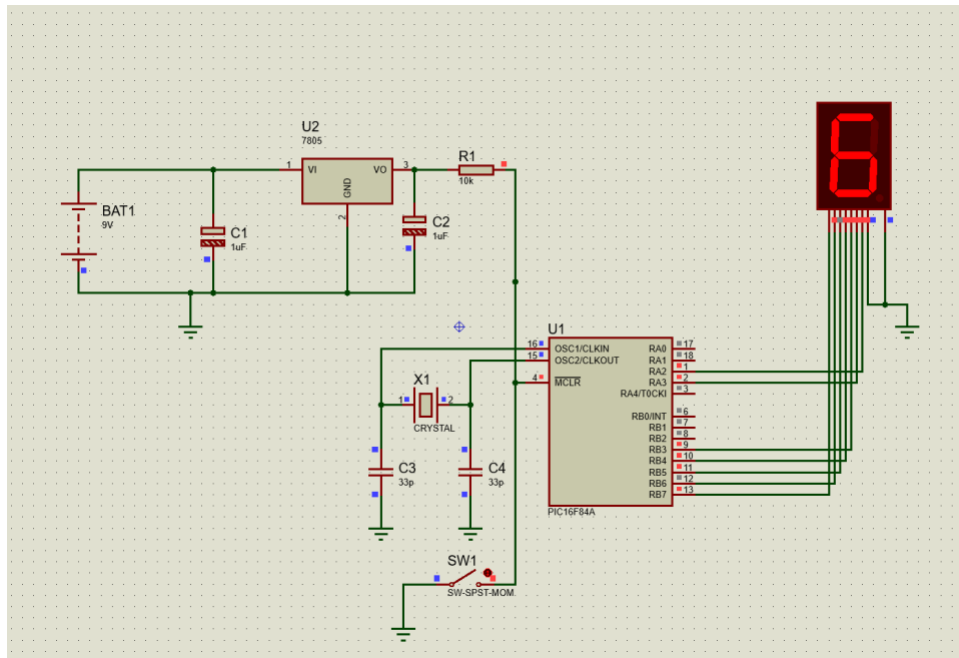 U2
7805
1
VI
VO
3
GND
2
R1
10k
BAT1
9V
C1
1uF
C2
1uF
U1
16
OSC1/CLKIN
15
OSC2/CLKOUT
4
MCLR
RA0
17
RA1
18
RA2
1
RA3
2
RA4/T0CKI
3
RB0/INT
6
RB1
7
RB2
8
RB3
9
RB4
10
RB5
11
RB6
12
RB7
13
PIC16F84A
X1
1
2
CRYSTAL
C3
33p
C4
33p
SW1
SW-SPST-MOM
6